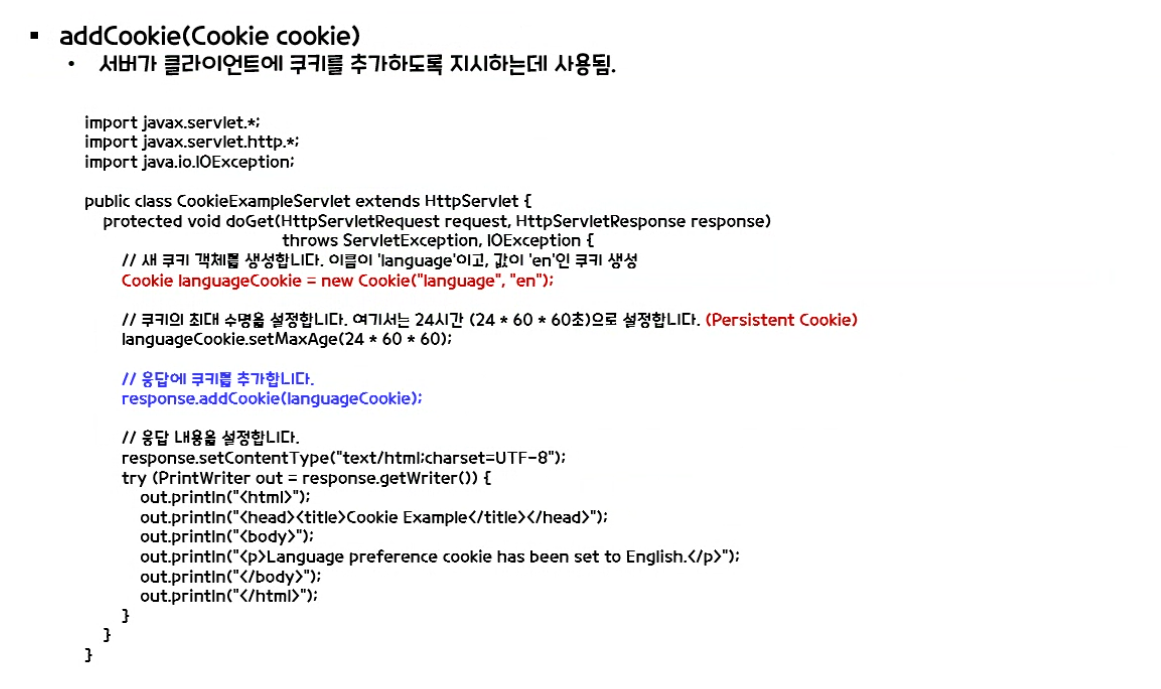 ▪ addCookie(Cookie cookie)
• 서버가 클라이언트에 쿠키를 추가하도록 지시하는데 사용됨.
import javax.servlet.*;
import javax.servlet.http.*;
import java.io.IOException;
public class CookieExampleServlet extends HttpServlet {
protected void doGet(HttpServletRequest request, HttpServletResponse response)
throws ServletException, IOException {
// 새 쿠키 객체를 생성합니다. 이름이 'language'이고, 값이 'en'인 쿠키 생성
Cookie languageCookie = new Cookie("language", "en");
// 쿠키의 최대 수명을 설정합니다. 여기서는 24시간 (24 * 60 * 60초)으로 설정합니다. (Persistent Cookie)
languageCookie.setMaxAge(24 * 60 * 60);
// 응답에 쿠키를 추가합니다.
response.addCookie(languageCookie);
// 응답 내용을 설정합니다.
response.setContentType("text/html;charset=UTF-8");
try (PrintWriter out = response.getWriter()) {
out.println("<html>");
out.println("<head><title>Cookie Example</title></head>");
out.println("<body>");
out.println("<p>Language preference cookie has been set to English.</p>");
out.println("</body>");
out.println("</html>");
}
}
}